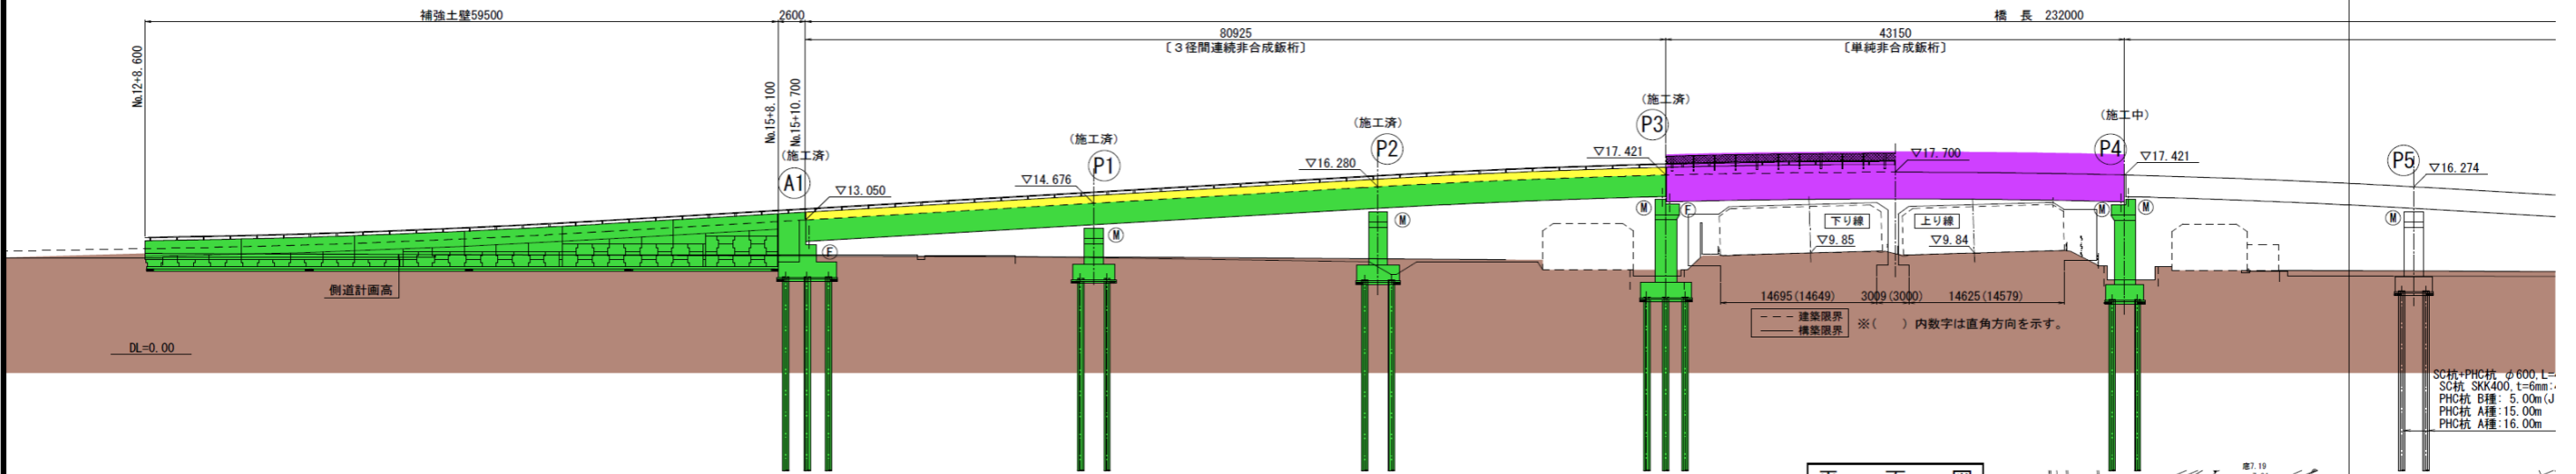 補強土壁59500
2600
橋 長 232000
80925
〔３径間連続非合成鈑桁〕
43150
〔単純非合成鈑桁〕
No.12+8.600
No.15+8.100
No.15+10.700
(施工済)
A1
▽13.050
(施工済)
P1
▽14.676
(施工済)
P2
▽16.280
(施工済)
P3
▽17.421
▽17.700
(施工中)
P4
▽17.421
P5
▽16.274
F
M
M
M
F
M
M
M
下り線
上り線
▽9.85
▽9.84
側道計画高
14695(14649)
3009(3000)
14625(14579)
建築限界
構築限界
※(　　)内数字は直角方向を示す。
DL=0.00
SC杭+PHC杭 φ600,L=
SC杭 SKK400,t=6mm:
PHC杭 B種: 5.00m(J
PHC杭 A種:15.00m
PHC杭 A種:16.00m